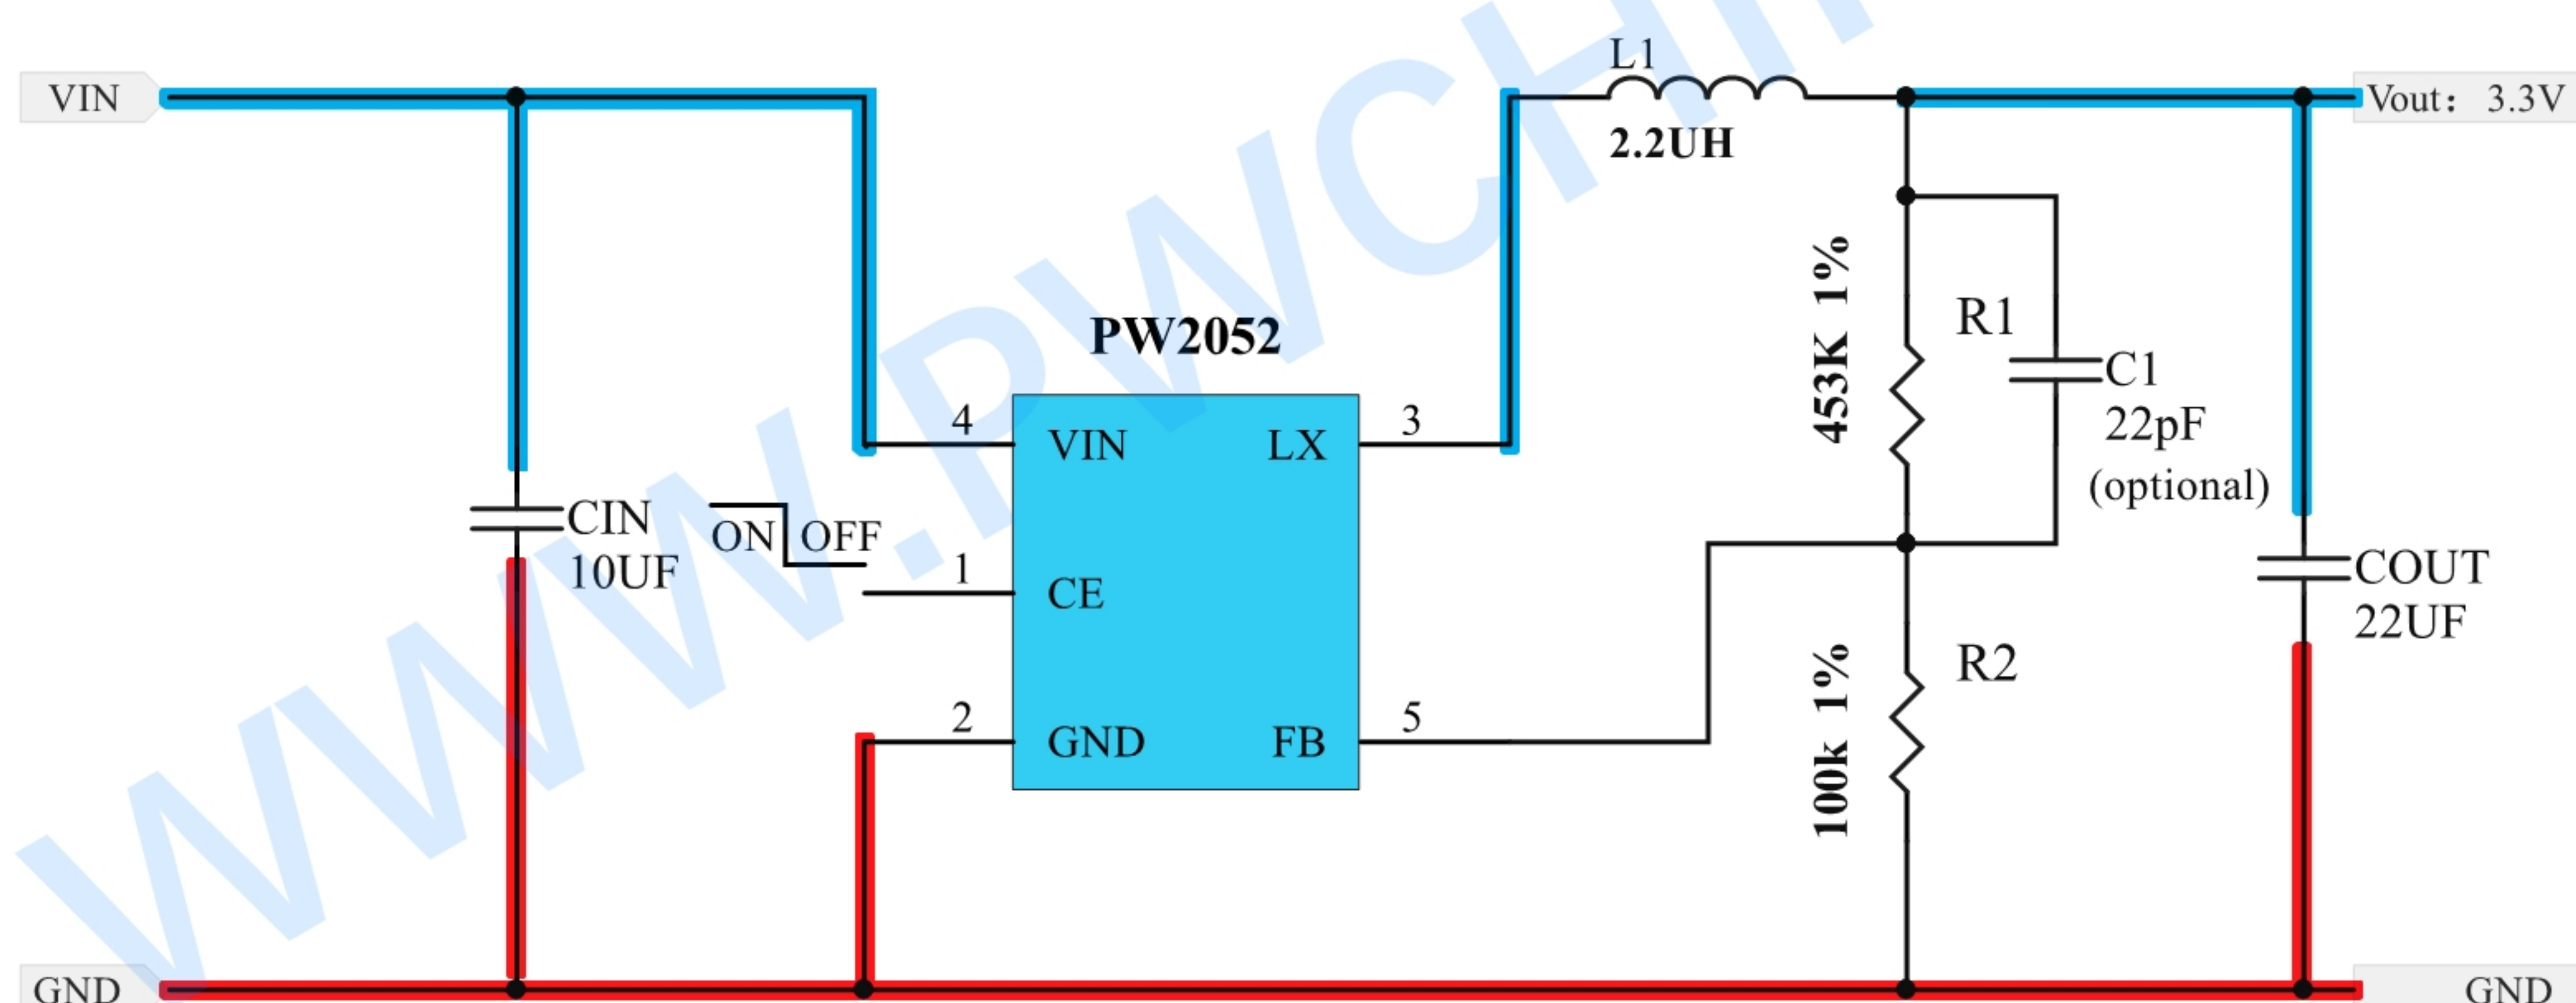 VIN
L1
2.2UH
Vout: 3.3V
PW2052
453K 1%
R1
C1
22pF
(optional)
4
VIN
LX
3
CIN
10UF
ON
OFF
1
CE
COUT
22UF
2
GND
FB
5
100k 1%
R2
GND
GND
WWW.PWCHI